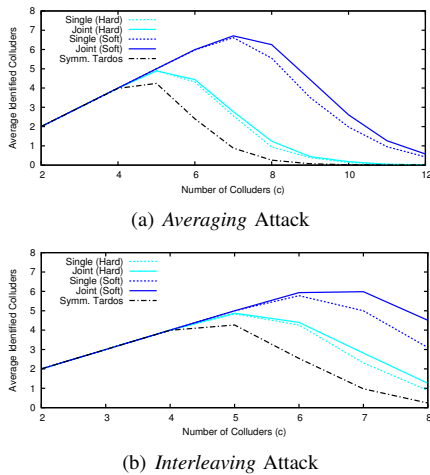 8
7
6
5
4
3
2
1
0
Average Identified Colluders
Single (Hard)
Joint (Hard)
Single (Soft)
Joint (Soft)
Symm. Tardos
2 4 6 8 10 12
Number of Colluders (c)
(a) Averaging Attack
8
7
6
5
4
3
2
1
0
Average Identified Colluders
Single (Hard)
Joint (Hard)
Single (Soft)
Joint (Soft)
Symm. Tardos
2 3 4 5 6 7 8
Number of Colluders (c)
(b) Interleaving Attack